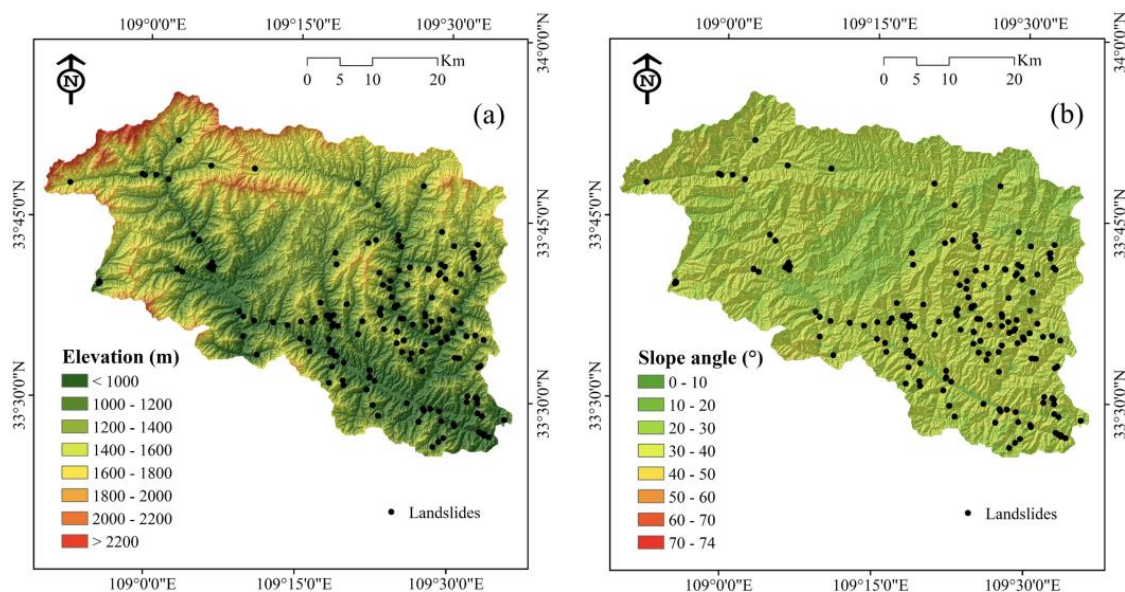 109°0'0"E 109°15'0"E 109°30'0"E
34°0'0"N
33°45'0"N
33°30'0"N
33°45'0"N
33°30'0"N
N
Km
0 5 10 20
(a)
Elevation (m)
< 1000
1000 - 1200
1200 - 1400
1400 - 1600
1600 - 1800
1800 - 2000
2000 - 2200
> 2200
Landslides
109°0'0"E 109°15'0"E 109°30'0"E
109°0'0"E 109°15'0"E 109°30'0"E
34°0'0"N
33°45'0"N
33°30'0"N
33°45'0"N
33°30'0"N
N
Km
0 5 10 20
(b)
Slope angle (°)
0 - 10
10 - 20
20 - 30
30 - 40
40 - 50
50 - 60
60 - 70
70 - 74
Landslides
109°0'0"E 109°15'0"E 109°30'0"E